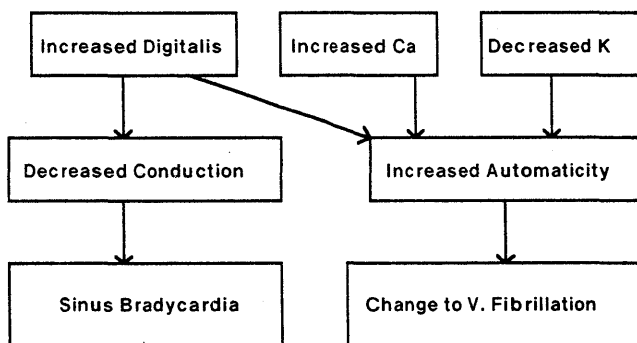 Increased Digitalis
Increased Ca
Decreased K
Decreased Conduction
Increased Automaticity
Sinus Bradycardia
Change to V. Fibrillation